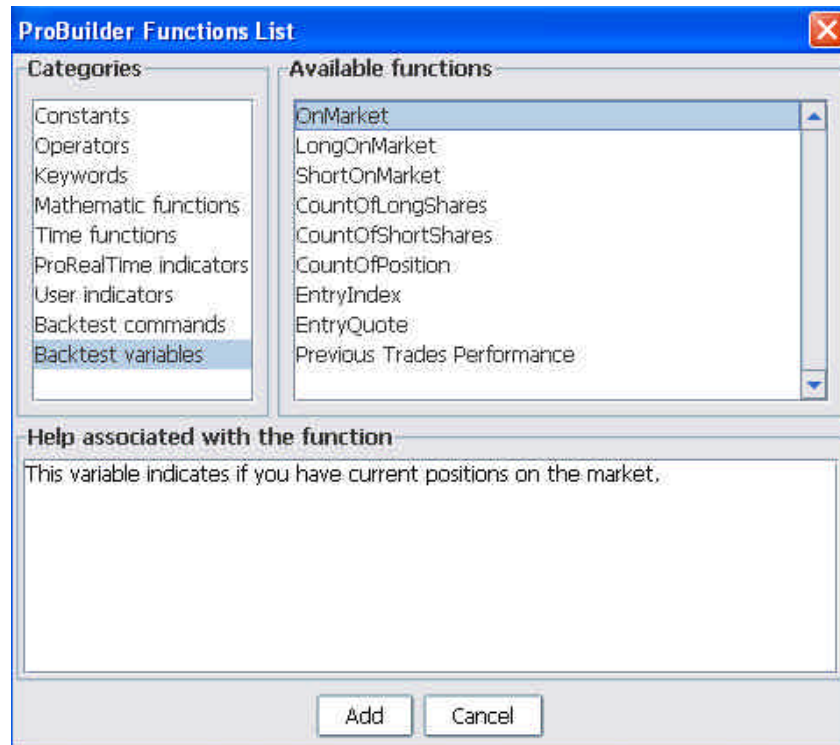 ProBuilder Functions List
Categories
Constants
Operators
Keywords
Mathematic functions
Time functions
ProRealTime indicators
User indicators
Backtest commands
Backtest variables
Available functions
OnMarket
LongOnMarket
ShortOnMarket
CountOfLongShares
CountOfShortShares
CountOfPosition
EntryIndex
EntryQuote
Previous Trades Performance
Help associated with the function
This variable indicates if you have current positions on the market.
Add
Cancel